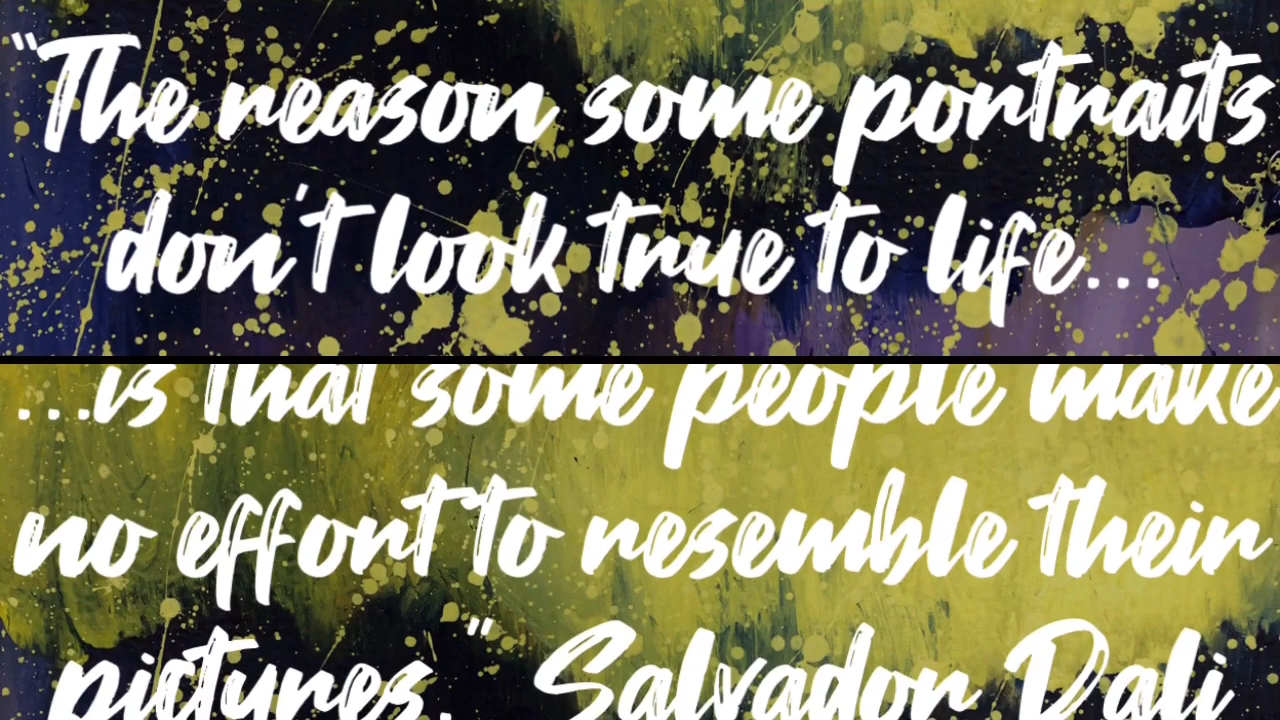 "The reason some portraits
don't look true to life...
...is that some people make
no effort to resemble their
pictures." Salvador Dali